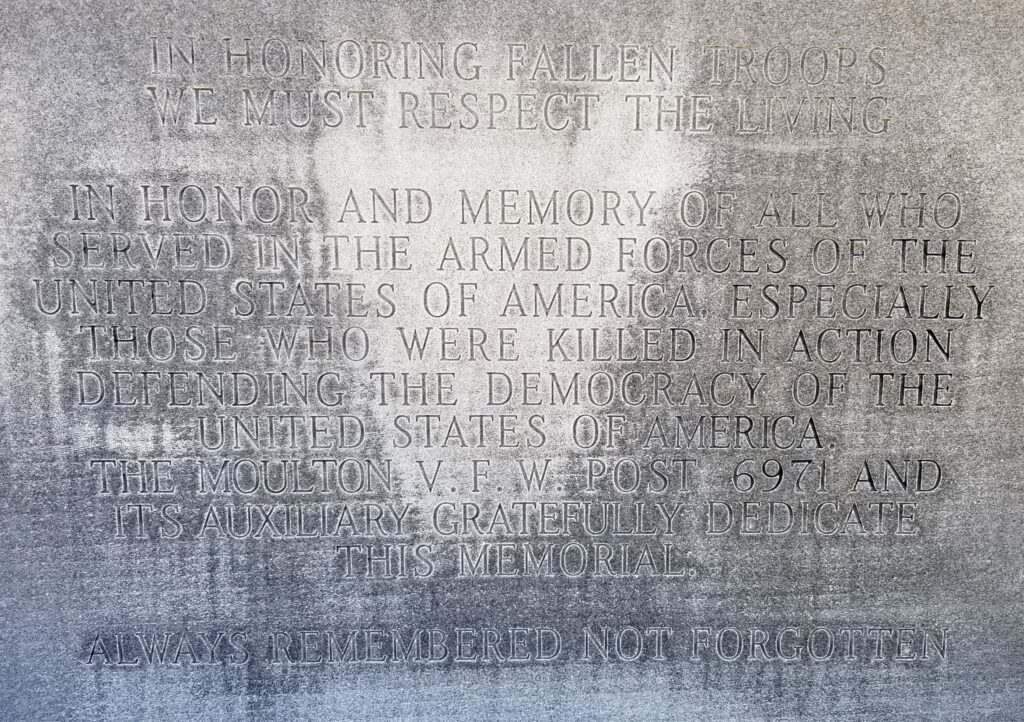 IN HONORING FALLEN TROOPS
WE MUST RESPECT THE LIVING
IN HONOR AND MEMORY OF ALL WHO
SERVED IN THE ARMED FORCES OF THE
UNITED STATES OF AMERICA, ESPECIALLY
THOSE WHO WERE KILLED IN ACTION
DEFENDING THE DEMOCRACY OF THE
UNITED STATES OF AMERICA.
THE MOULTON V.F.W. POST 6971 AND
ITS AUXILIARY GRATEFULLY DEDICATE
THIS MEMORIAL.
ALWAYS REMEMBERED NOT FORGOTTEN